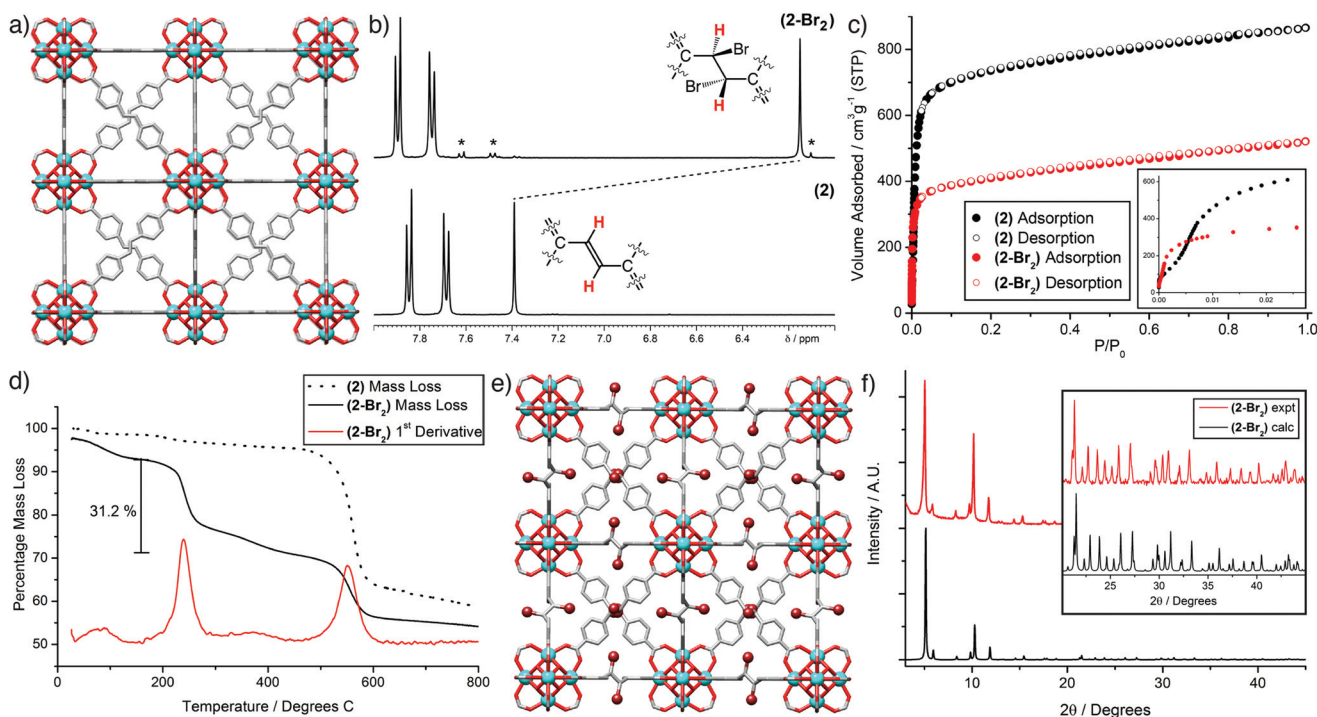 a)
b)
(2-Br₂)
H
Br
Br
H
*
*
*
(2)
H
H
7.8
7.6
7.4
7.2
7.0
6.8
6.6
6.4
6.2
δ / ppm
c)
Volume Adsorbed / cm³g⁻¹ (STP)
800
600
400
200
0
(2) Adsorption
(2) Desorption
(2-Br₂) Adsorption
(2-Br₂) Desorption
600
400
200
0
0.00
0.01
0.02
0.0
0.2
0.4
0.6
0.8
1.0
P/P₀
d)
(2) Mass Loss
(2-Br₂) Mass Loss
(2-Br₂) 1ˢᵗ Derivative
Percentage Mass Loss
100
90
80
70
60
50
31.2 %
0
200
400
600
800
Temperature / Degrees C
e)
f)
Intensity / A.U.
(2-Br₂) expt
(2-Br₂) calc
25
30
35
40
2θ / Degrees
10
20
30
40
2θ / Degrees